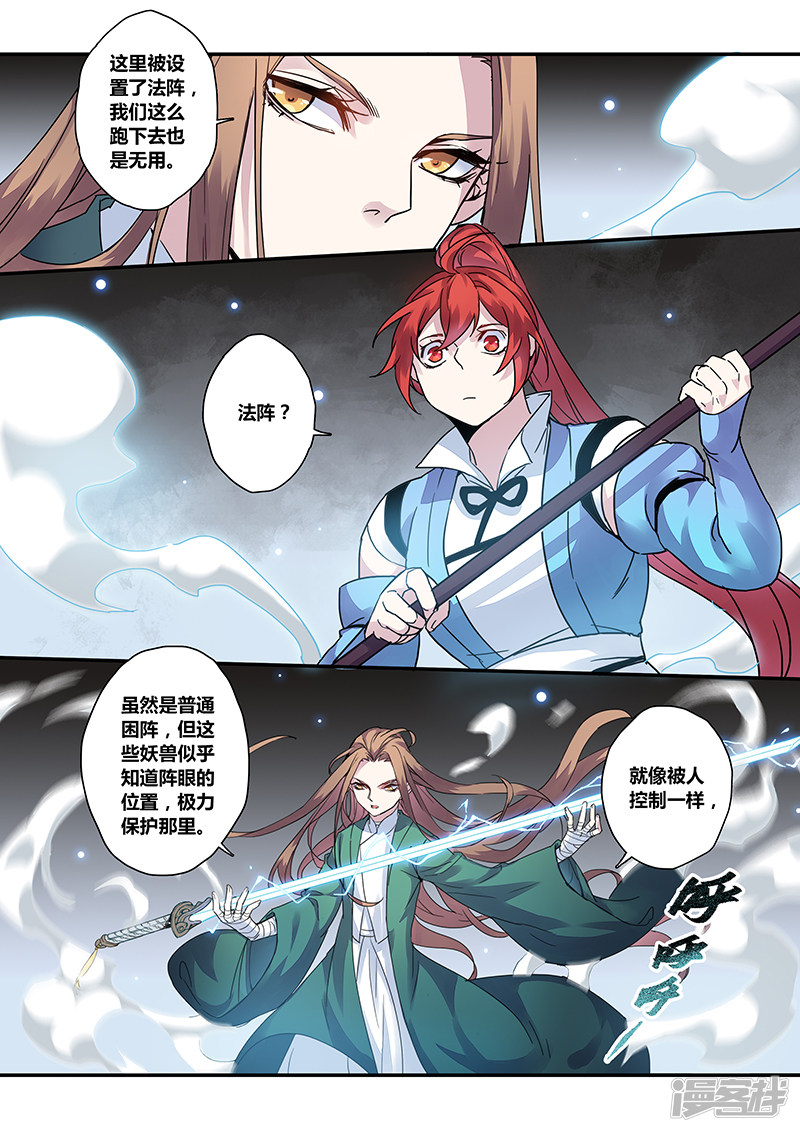 这里被设
置了法阵，
我们这么
跑下去也
是无用。
法阵？
虽然是普通
困阵，但这
些妖兽似乎
知道阵眼的
位置，极力
保护那里。
就像被人
控制一样，
呼
呼
呼
漫客栈